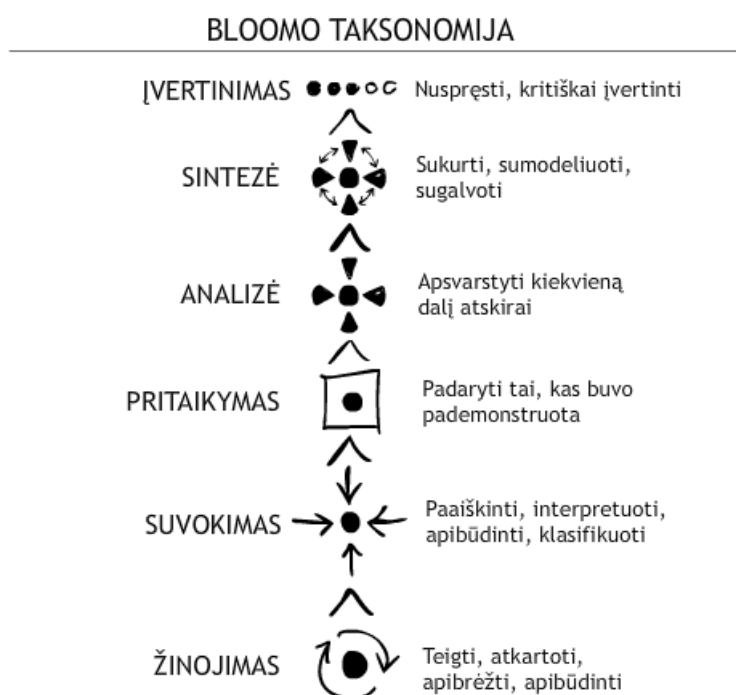 BLOOMO TAKSONOMIJA
ĮVERTINIMAS
Nuspręsti, kritiškai įvertinti
SINTEZĖ
Sukurti, sumodeliuoti,
sugalvoti
ANALIZĖ
Apsvarstyti kiekvieną
dalį atskirai
PRITAIKYMAS
Padaryti tai, kas buvo
pademonstruota
SUVOKIMAS
Paaiškinti, interpretuoti,
apibūdinti, klasifikuoti
ŽINOJIMAS
Teigti, atkartoti,
apibrėžti, apibūdinti